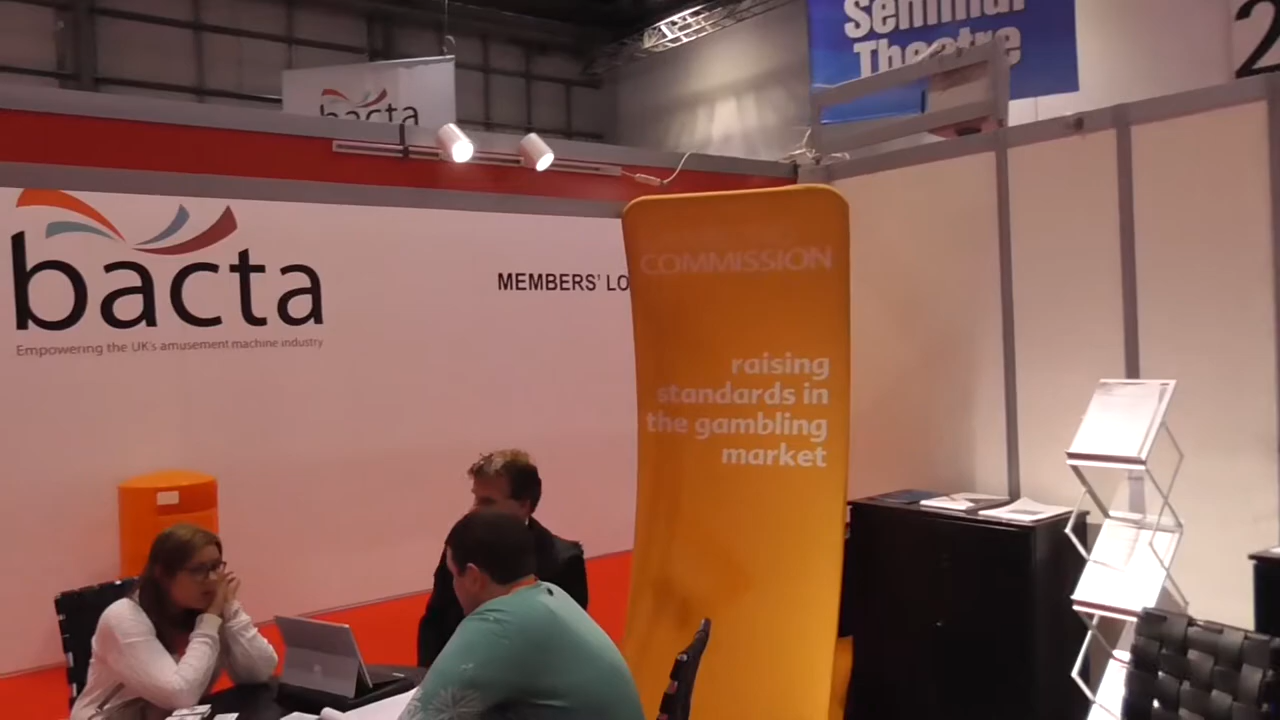 Seminar
Theatre
2
bacta
bacta
Empowering the UK's amusement machine industry
MEMBERS' LO
COMMISSION
raising
standards in
the gambling
market